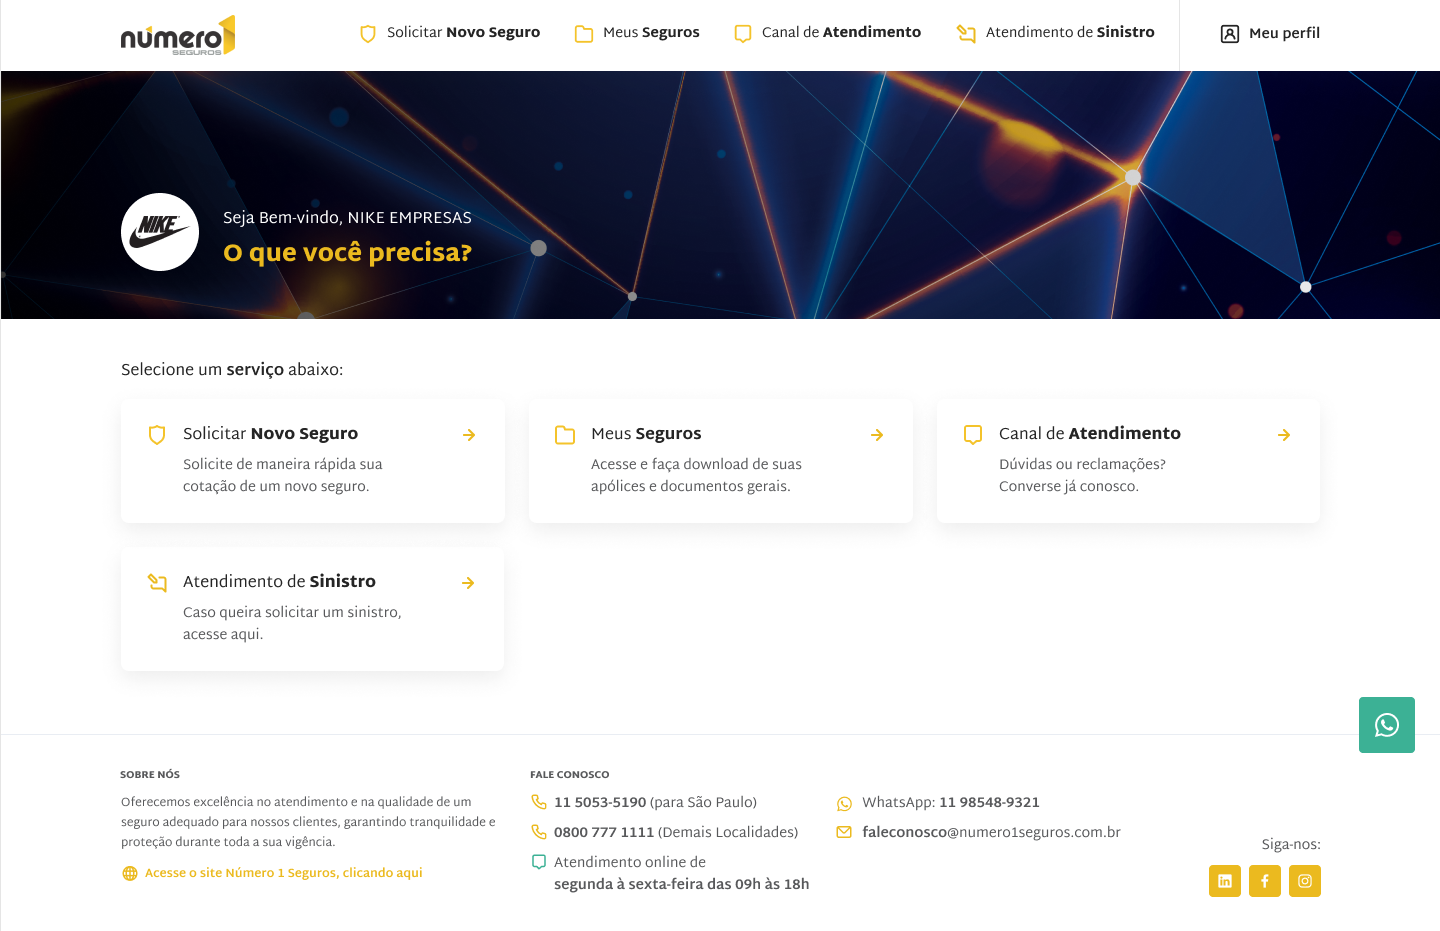 número1
SEGUROS
Solicitar Novo Seguro
Meus Seguros
Canal de Atendimento
Atendimento de Sinistro
Meu perfil
NIKE
Seja Bem-vindo, NIKE EMPRESAS
O que você precisa?
Selecione um serviço abaixo:
Solicitar Novo Seguro
Solicite de maneira rápida sua
cotação de um novo seguro.
Meus Seguros
Acesse e faça download de suas
apólices e documentos gerais.
Canal de Atendimento
Dúvidas ou reclamações?
Converse já conosco.
Atendimento de Sinistro
Caso queira solicitar um sinistro,
acesse aqui.
SOBRE NÓS
Oferecemos excelência no atendimento e na qualidade de um
seguro adequado para nossos clientes, garantindo tranquilidade e
proteção durante toda a sua vigência.
Acesse o site Número 1 Seguros, clicando aqui
FALE CONOSCO
11 5053-5190 (para São Paulo)
0800 777 1111 (Demais Localidades)
Atendimento online de
segunda à sexta-feira das 09h às 18h
WhatsApp: 11 98548-9321
faleconosco@numero1seguros.com.br
Siga-nos: